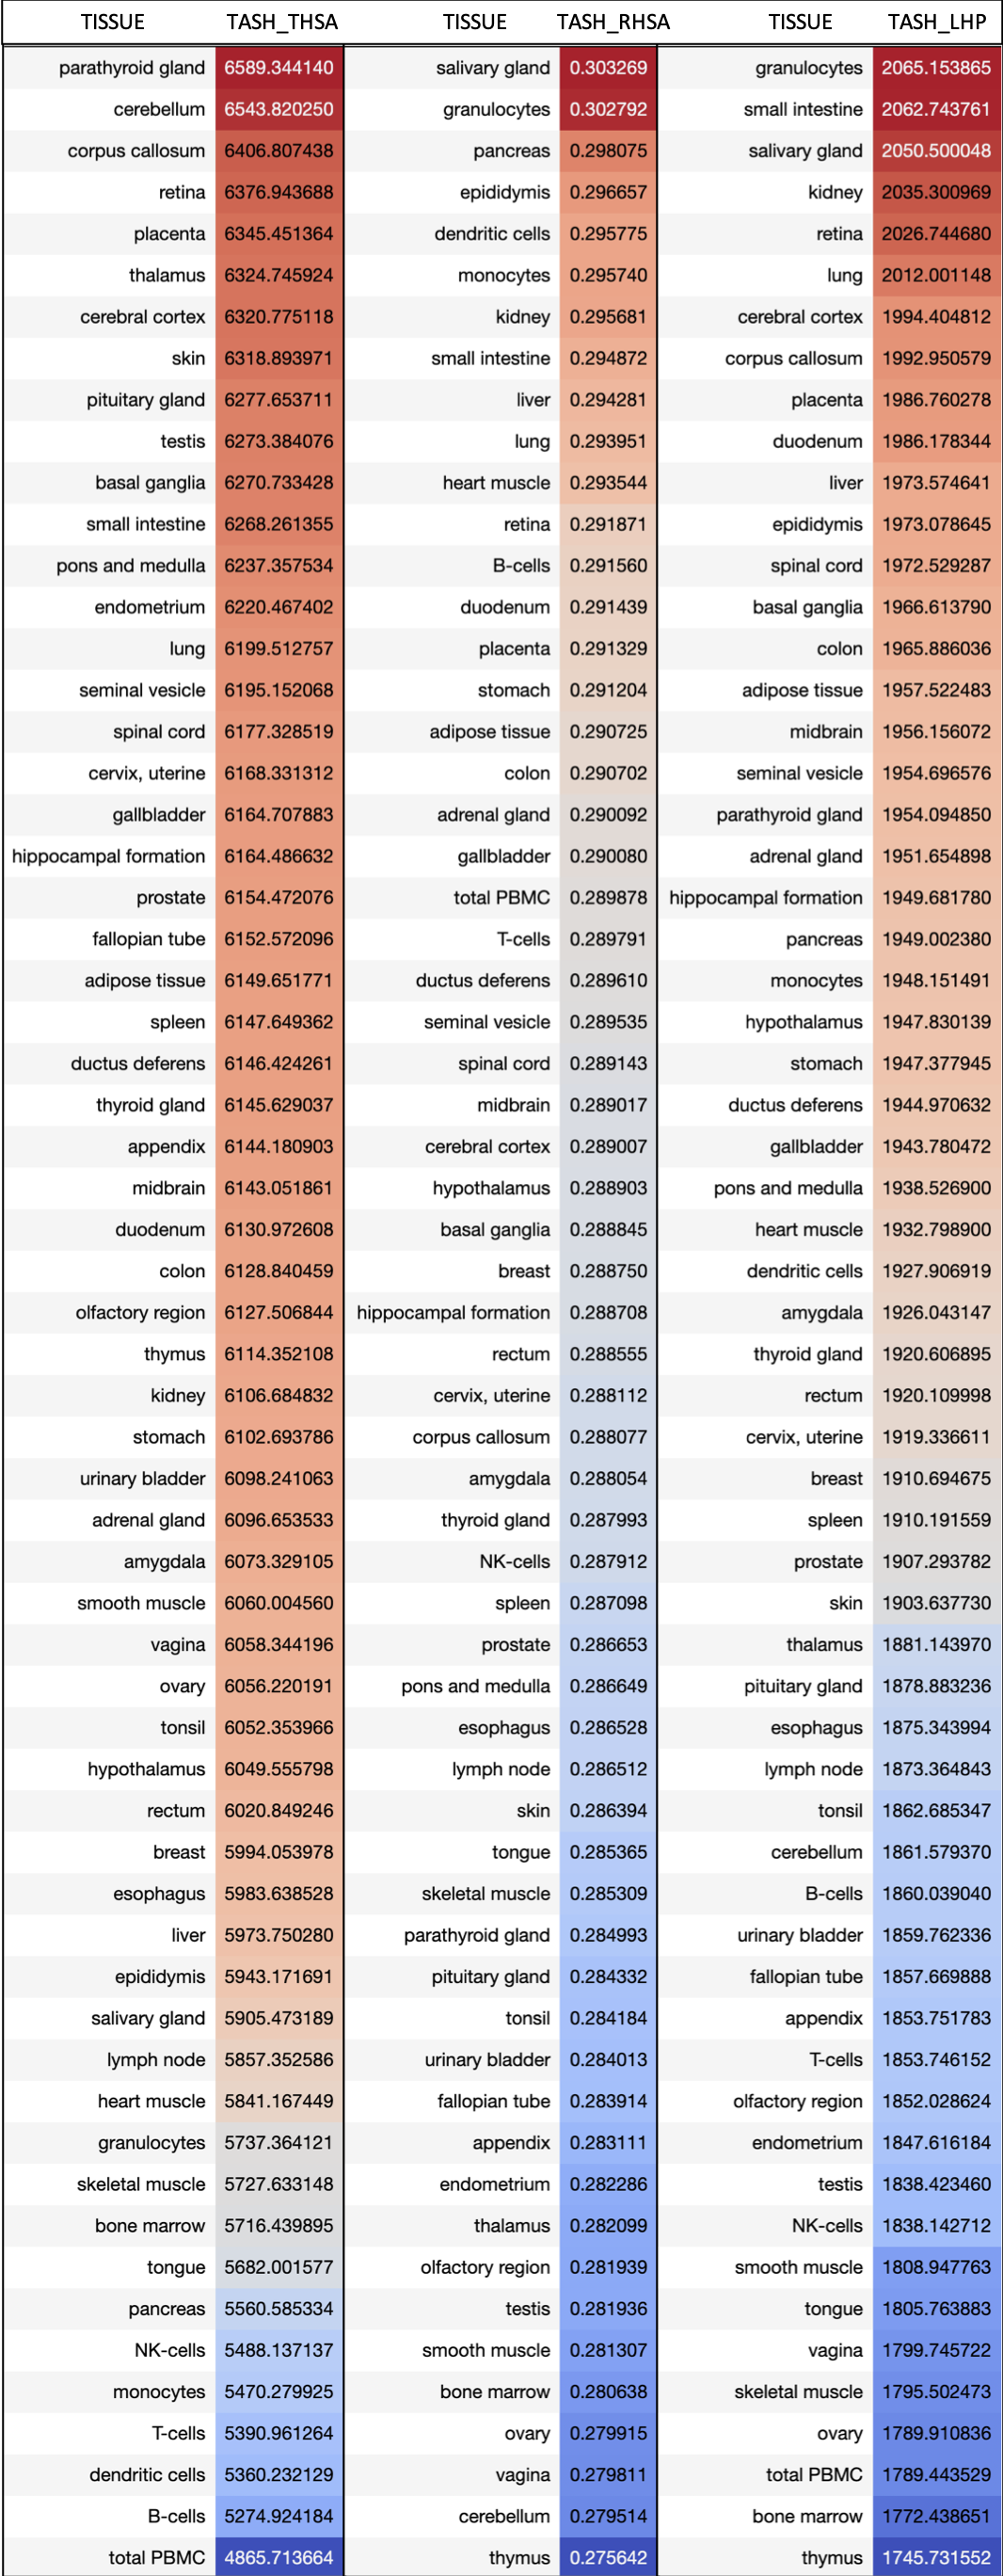 TISSUE TASH_THSA TISSUE TASH_RHSA TISSUE TASH_LHP
parathyroid gland 6589.344140 salivary gland 0.303269 granulocytes 2065.153865
cerebellum 6543.820250 granulocytes 0.302792 small intestine 2062.743761
corpus callosum 6406.807438 pancreas 0.298075 salivary gland 2050.500048
retina 6376.943688 epididymis 0.296657 kidney 2035.300969
placenta 6345.451364 dendritic cells 0.295775 retina 2026.744680
thalamus 6324.745924 monocytes 0.295740 lung 2012.001148
cerebral cortex 6320.775118 kidney 0.295681 cerebral cortex 1994.404812
skin 6318.893971 small intestine 0.294872 corpus callosum 1992.950579
pituitary gland 6277.653711 liver 0.294281 placenta 1986.760278
testis 6273.384076 lung 0.293951 duodenum 1986.178344
basal ganglia 6270.733428 heart muscle 0.293544 liver 1973.574641
small intestine 6268.261355 retina 0.291871 epididymis 1973.078645
pons and medulla 6237.357534 B-cells 0.291560 spinal cord 1972.529287
endometrium 6220.467402 duodenum 0.291439 basal ganglia 1966.613790
lung 6199.512757 placenta 0.291329 colon 1965.886036
seminal vesicle 6195.152068 stomach 0.291204 adipose tissue 1957.522483
spinal cord 6177.328519 adipose tissue 0.290725 midbrain 1956.156072
cervix, uterine 6168.331312 colon 0.290702 seminal vesicle 1954.696576
gallbladder 6164.707883 adrenal gland 0.290092 parathyroid gland 1954.094850
hippocampal formation 6164.486632 gallbladder 0.290080 adrenal gland 1951.654898
prostate 6154.472076 total PBMC 0.289878 hippocampal formation 1949.681780
fallopian tube 6152.572096 T-cells 0.289791 pancreas 1949.002380
adipose tissue 6149.651771 ductus deferens 0.289610 monocytes 1948.151491
spleen 6147.649362 seminal vesicle 0.289535 hypothalamus 1947.830139
ductus deferens 6146.424261 spinal cord 0.289143 stomach 1947.377945
thyroid gland 6145.629037 midbrain 0.289017 ductus deferens 1944.970632
appendix 6144.180903 cerebral cortex 0.289007 gallbladder 1943.780472
midbrain 6143.051861 hypothalamus 0.288903 pons and medulla 1938.526900
duodenum 6130.972608 basal ganglia 0.288845 heart muscle 1932.798900
colon 6128.840459 breast 0.288750 dendritic cells 1927.906919
olfactory region 6127.506844 hippocampal formation 0.288708 amygdala 1926.043147
thymus 6114.352108 rectum 0.288555 thyroid gland 1920.606895
kidney 6106.684832 cervix, uterine 0.288112 rectum 1920.109998
stomach 6102.693786 corpus callosum 0.288077 cervix, uterine 1919.336611
urinary bladder 6098.241063 amygdala 0.288054 breast 1910.694675
adrenal gland 6096.653533 thyroid gland 0.287993 spleen 1910.191559
amygdala 6073.329105 NK-cells 0.287912 prostate 1907.293782
smooth muscle 6060.004560 spleen 0.287098 skin 1903.637730
vagina 6058.344196 prostate 0.286653 thalamus 1881.143970
ovary 6056.220191 pons and medulla 0.286649 pituitary gland 1878.883236
tonsil 6052.353966 esophagus 0.286528 esophagus 1875.343994
hypothalamus 6049.555798 lymph node 0.286512 lymph node 1873.364843
rectum 6020.849246 skin 0.286394 tonsil 1862.685347
breast 5994.053978 tongue 0.285365 cerebellum 1861.579370
esophagus 5983.638528 skeletal muscle 0.285309 B-cells 1860.039040
liver 5973.750280 parathyroid gland 0.284993 urinary bladder 1859.762336
epididymis 5943.171691 pituitary gland 0.284332 fallopian tube 1857.669888
salivary gland 5905.473189 tonsil 0.284184 appendix 1853.751783
lymph node 5857.352586 urinary bladder 0.284013 T-cells 1853.746152
heart muscle 5841.167449 fallopian tube 0.283914 olfactory region 1852.028624
granulocytes 5737.364121 appendix 0.283111 endometrium 1847.616184
skeletal muscle 5727.633148 endometrium 0.282286 testis 1838.423460
bone marrow 5716.439895 thalamus 0.282099 NK-cells 1838.142712
tongue 5682.001577 olfactory region 0.281939 smooth muscle 1808.947763
pancreas 5560.585334 testis 0.281936 tongue 1805.763883
NK-cells 5488.137137 smooth muscle 0.281307 vagina 1799.745722
monocytes 5470.279925 bone marrow 0.280638 skeletal muscle 1795.502473
T-cells 5390.961264 ovary 0.279915 ovary 1789.910836
dendritic cells 5360.232129 vagina 0.279811 total PBMC 1789.443529
B-cells 5274.924184 cerebellum 0.279514 bone marrow 1772.438651
total PBMC 4865.713664 thymus 0.275642 thymus 1745.731552